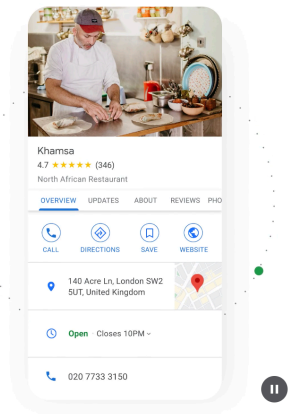 Khamsa
4.7 ★★★★★ (346)
North African Restaurant
OVERVIEW UPDATES ABOUT REVIEWS PHO
CALL DIRECTIONS SAVE WEBSITE
140 Acre Ln, London SW2
5UT, United Kingdom
Open · Closes 10PM
020 7733 3150